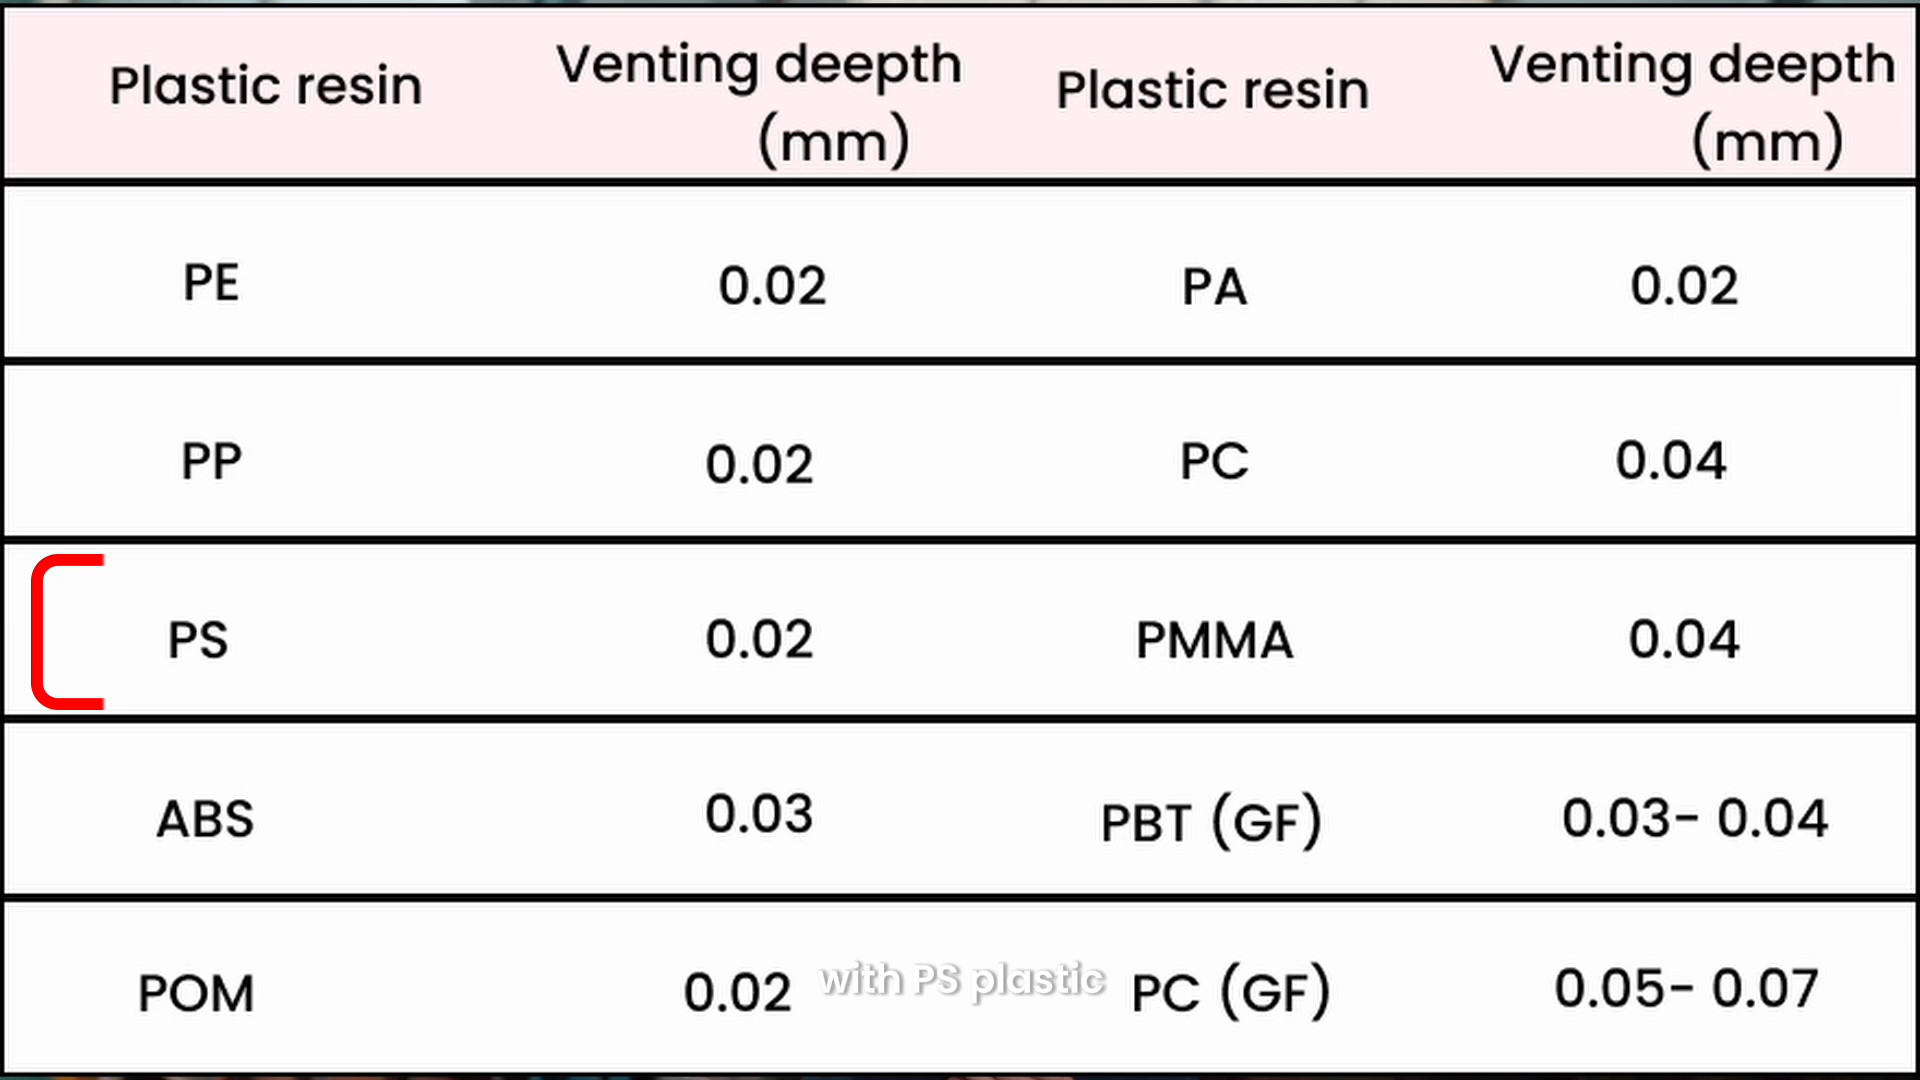 Plastic resin Venting deepth (mm) Plastic resin Venting deepth (mm)
PE 0.02 PA 0.02
PP 0.02 PC 0.04
PS 0.02 PMMA 0.04
ABS 0.03 PBT (GF) 0.03- 0.04
POM 0.02 PC (GF) 0.05- 0.07
with PS plastic